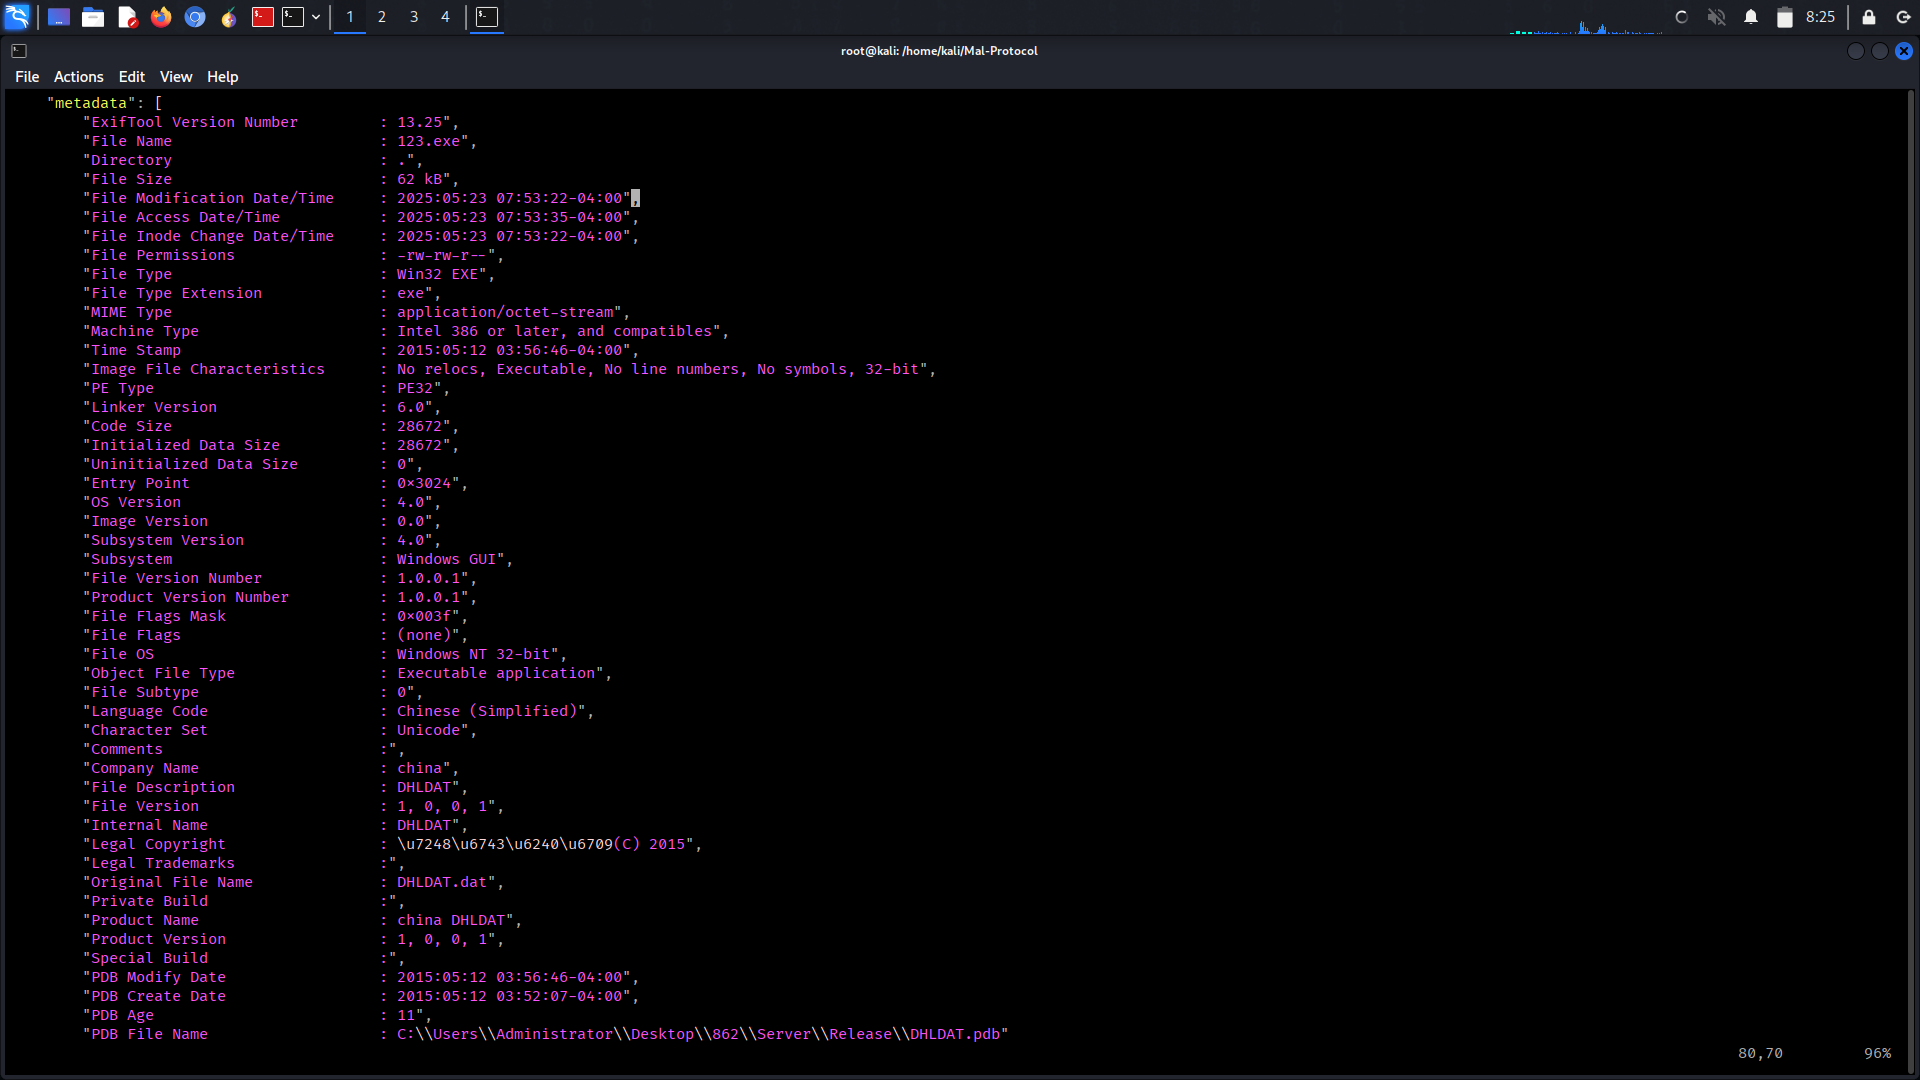 1 2 3 4
8:25
root@kali: /home/kali/Mal-Protocol
File Actions Edit View Help
"metadata": [
"ExifTool Version Number : 13.25",
"File Name : 123.exe",
"Directory : .",
"File Size : 62 kB",
"File Modification Date/Time : 2025:05:23 07:53:22-04:00",
"File Access Date/Time : 2025:05:23 07:53:35-04:00",
"File Inode Change Date/Time : 2025:05:23 07:53:22-04:00",
"File Permissions : -rw-rw-r--",
"File Type : Win32 EXE",
"File Type Extension : exe",
"MIME Type : application/octet-stream",
"Machine Type : Intel 386 or later, and compatibles",
"Time Stamp : 2015:05:12 03:56:46-04:00",
"Image File Characteristics : No relocs, Executable, No line numbers, No symbols, 32-bit",
"PE Type : PE32",
"Linker Version : 6.0",
"Code Size : 28672",
"Initialized Data Size : 28672",
"Uninitialized Data Size : 0",
"Entry Point : 0x3024",
"OS Version : 4.0",
"Image Version : 0.0",
"Subsystem Version : 4.0",
"Subsystem : Windows GUI",
"File Version Number : 1.0.0.1",
"Product Version Number : 1.0.0.1",
"File Flags Mask : 0x003f",
"File Flags : (none)",
"File OS : Windows NT 32-bit",
"Object File Type : Executable application",
"File Subtype : 0",
"Language Code : Chinese (Simplified)",
"Character Set : Unicode",
"Comments :",
"Company Name : china",
"File Description : DHLDAT",
"File Version : 1, 0, 0, 1",
"Internal Name : DHLDAT",
"Legal Copyright : \u7248\u6743\u6240\u6709(C) 2015",
"Legal Trademarks :",
"Original File Name : DHLDAT.dat",
"Private Build :",
"Product Name : china DHLDAT",
"Product Version : 1, 0, 0, 1",
"Special Build :",
"PDB Modify Date : 2015:05:12 03:56:46-04:00",
"PDB Create Date : 2015:05:12 03:52:07-04:00",
"PDB Age : 11",
"PDB File Name : C:\\Users\\Administrator\\Desktop\\862\\Server\\Release\\DHLDAT.pdb"
80,70 96%